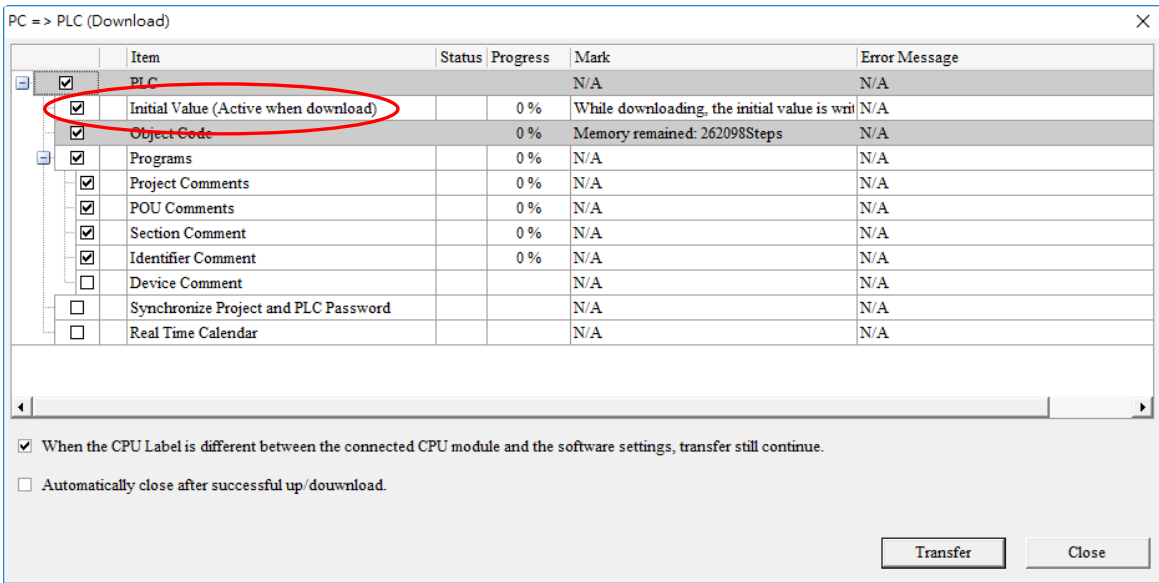 PC = > PLC (Download)
Item Status Progress Mark Error Message
PLC N/A N/A
Initial Value (Active when download) 0 % While downloading, the initial value is writ N/A
Object Code 0 % Memory remained: 262098Steps N/A
Programs 0 % N/A N/A
Project Comments 0 % N/A N/A
POU Comments 0 % N/A N/A
Section Comment 0 % N/A N/A
Identifier Comment 0 % N/A N/A
Device Comment N/A N/A
Synchronize Project and PLC Password N/A N/A
Real Time Calendar N/A N/A
When the CPU Label is different between the connected CPU module and the software settings, transfer still continue.
Automatically close after successful up/douwnload.
Transfer Close